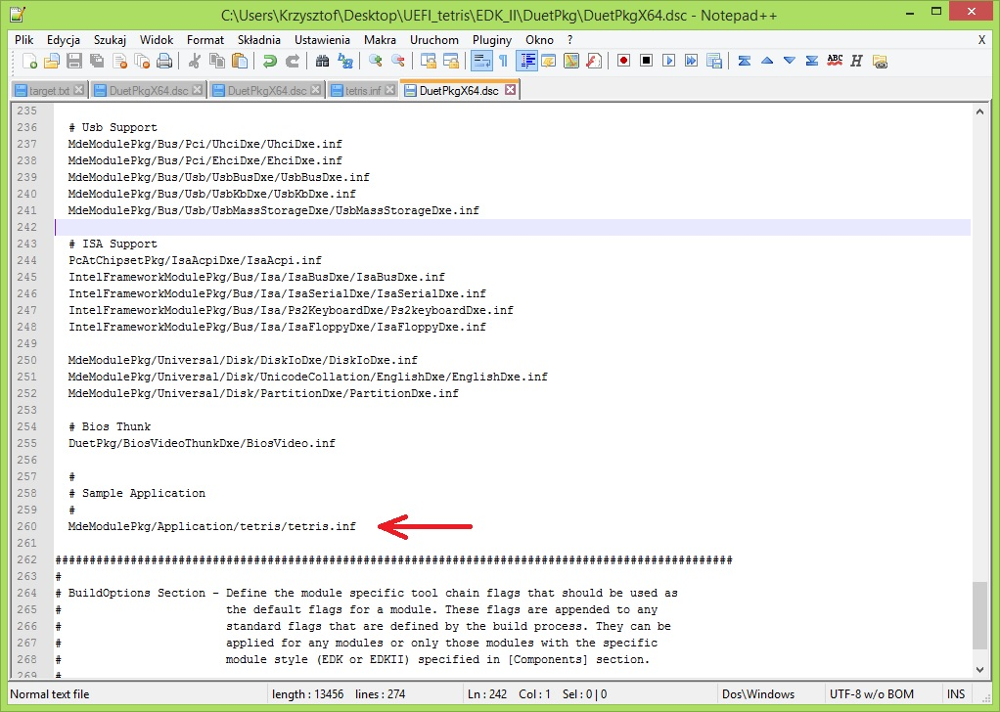 C:\Users\Krzysztof\Desktop\UEFI_tetris\EDK_II\DuetPkg\DuetPkgX64.dsc - Notepad++
Plik Edycja Szukaj Widok Format Składnia Ustawienia Makra Uruchom Pluginy Okno ? X
target.txt DuetPkgX64.dsc DuetPkgX64.dsc tetris.inf DuetPkgX64.dsc
235
236 # Usb Support
237 MdeModulePkg/Bus/Pci/UhciDxe/UhciDxe.inf
238 MdeModulePkg/Bus/Pci/EhciDxe/EhciDxe.inf
239 MdeModulePkg/Bus/Usb/UsbBusDxe/UsbBusDxe.inf
240 MdeModulePkg/Bus/Usb/UsbKbDxe/UsbKbDxe.inf
241 MdeModulePkg/Bus/Usb/UsbMassStorageDxe/UsbMassStorageDxe.inf
242
243 # ISA Support
244 PcAtChipsetPkg/IsaAcpiDxe/IsaAcpi.inf
245 IntelFrameworkModulePkg/Bus/Isa/IsaBusDxe/IsaBusDxe.inf
246 IntelFrameworkModulePkg/Bus/Isa/IsaSerialDxe/IsaSerialDxe.inf
247 IntelFrameworkModulePkg/Bus/Isa/Ps2KeyboardDxe/Ps2keyboardDxe.inf
248 IntelFrameworkModulePkg/Bus/Isa/IsaFloppyDxe/IsaFloppyDxe.inf
249
250 MdeModulePkg/Universal/Disk/DiskIoDxe/DiskIoDxe.inf
251 MdeModulePkg/Universal/Disk/UnicodeCollation/EnglishDxe/EnglishDxe.inf
252 MdeModulePkg/Universal/Disk/PartitionDxe/PartitionDxe.inf
253
254 # Bios Thunk
255 DuetPkg/BiosVideoThunkDxe/BiosVideo.inf
256
257 #
258 # Sample Application
259 #
260 MdeModulePkg/Application/tetris/tetris.inf
261
262 ###################################################################################################
263 #
264 # BuildOptions Section - Define the module specific tool chain flags that should be used as
265 # the default flags for a module. These flags are appended to any
266 # standard flags that are defined by the build process. They can be
267 # applied for any modules or only those modules with the specific
268 # module style (EDK or EDKII) specified in [Components] section.
269 #
Normal text file length : 13456 lines : 274 Ln : 242 Col : 1 Sel : 0 | 0 Dos\Windows UTF-8 w/o BOM INS